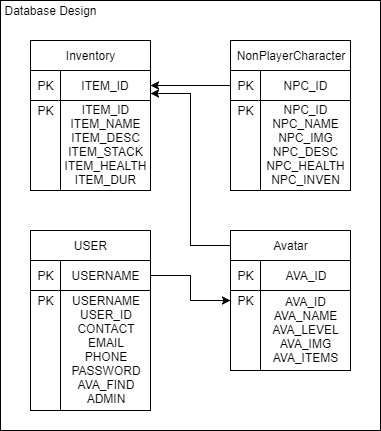 Database Design
Inventory
PK ITEM_ID
PK ITEM_ID
ITEM_NAME
ITEM_DESC
ITEM_STACK
ITEM_HEALTH
ITEM_DUR
NonPlayerCharacter
PK NPC_ID
PK NPC_ID
NPC_NAME
NPC_IMG
NPC_DESC
NPC_HEALTH
NPC_INVEN
USER
PK USERNAME
PK USERNAME
USER_ID
CONTACT
EMAIL
PHONE
PASSWORD
AVA_FIND
ADMIN
Avatar
PK AVA_ID
PK AVA_ID
AVA_NAME
AVA_LEVEL
AVA_IMG
AVA_ITEMS